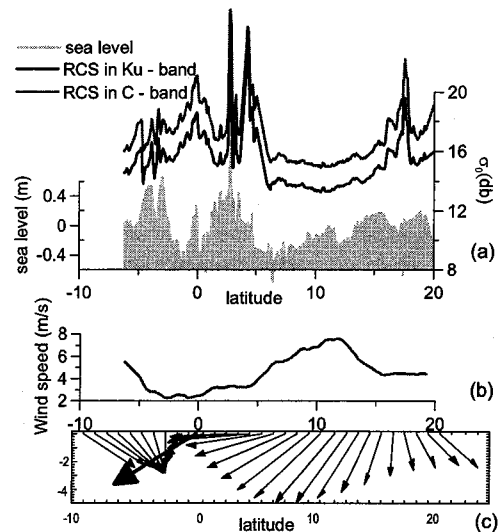 sea level
RCS in Ku - band
RCS in C - band
sea level (m)
0.4
0
-0.4
20
16
12
8
σ₀(db)
(a)
-10 0 10 20
latitude
Wind speed (m/s)
8
6
4
2
(b)
-10 0 10 20
-2
-4
-10 0 10 20
latitude
(c)